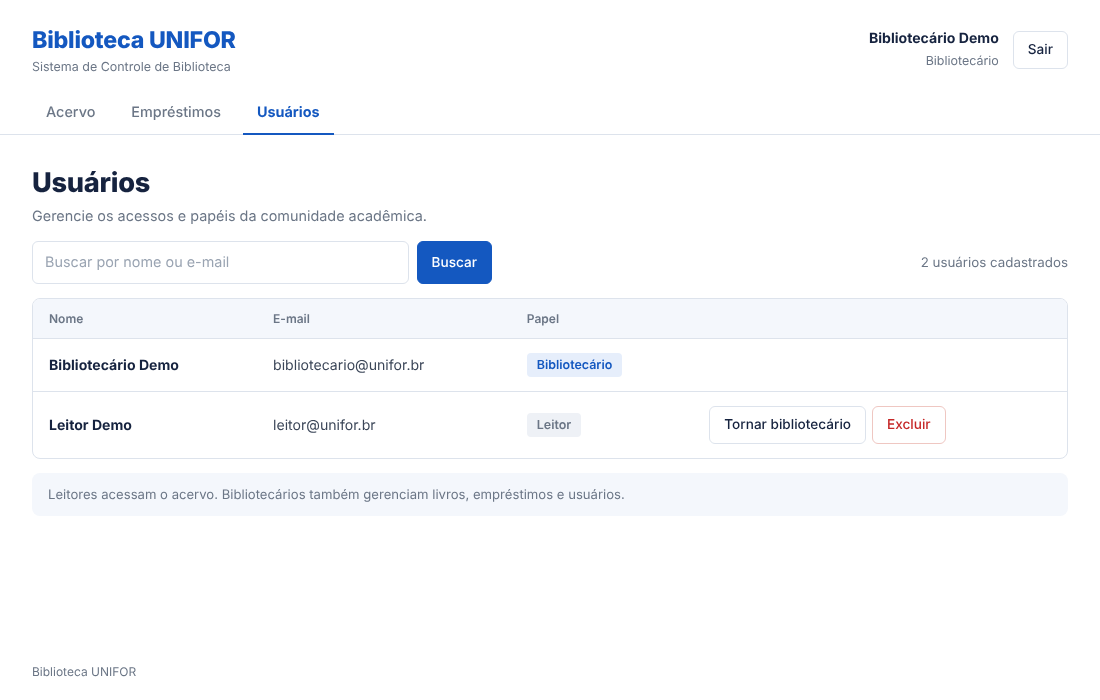 Biblioteca UNIFOR
Sistema de Controle de Biblioteca
Bibliotecário Demo
Bibliotecário
Sair
Acervo Empréstimos Usuários
Usuários
Gerencie os acessos e papéis da comunidade acadêmica.
Buscar por nome ou e-mail Buscar 2 usuários cadastrados
Nome E-mail Papel
Bibliotecário Demo bibliotecario@unifor.br Bibliotecário
Leitor Demo leitor@unifor.br Leitor Tornar bibliotecário Excluir
Leitores acessam o acervo. Bibliotecários também gerenciam livros, empréstimos e usuários.
Biblioteca UNIFOR